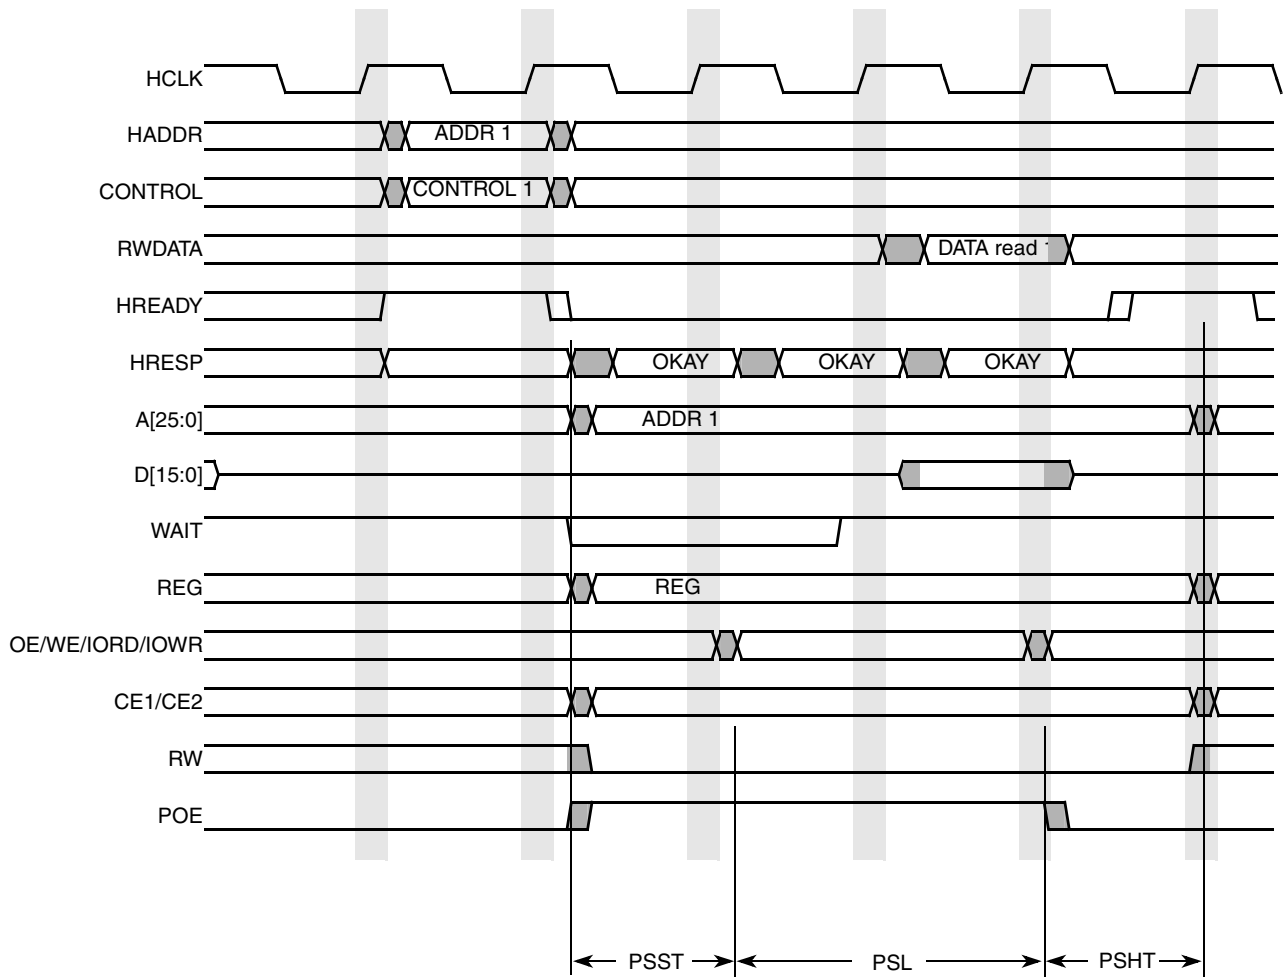 HCLK
HADDR ADDR 1
CONTROL CONTROL 1
RWDATA DATA read 1
HREADY
HRESP OKAY OKAY OKAY
A[25:0] ADDR 1
D[15:0]
WAIT
REG REG
OE/WE/IORD/IOWR
CE1/CE2
RW
POE
PSST PSL PSHT